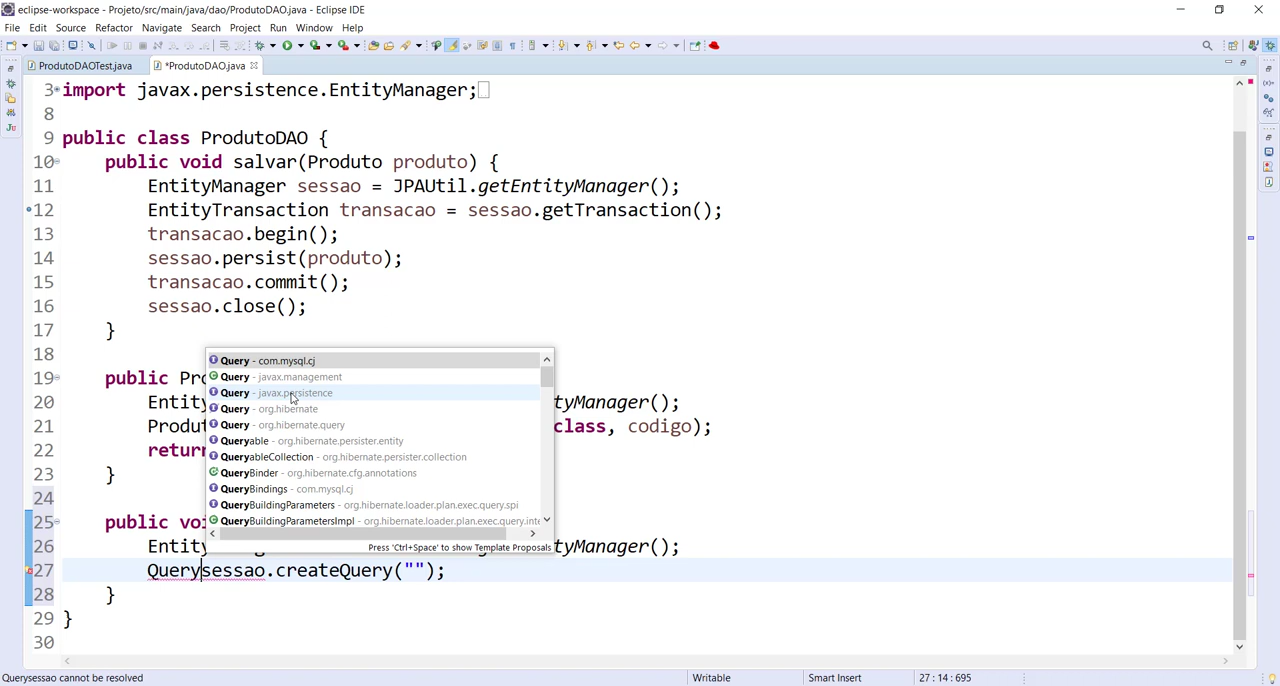 eclipse-workspace - Projeto/src/main/java/dao/ProdutoDAO.java - Eclipse IDE
File Edit Source Refactor Navigate Search Project Run Window Help
ProdutoDAOTest.java *ProdutoDAO.java
3 import javax.persistence.EntityManager;
8
9 public class ProdutoDAO {
10 public void salvar(Produto produto) {
11 EntityManager sessao = JPAUtil.getEntityManager();
12 EntityTransaction transacao = sessao.getTransaction();
13 transacao.begin();
14 sessao.persist(produto);
15 transacao.commit();
16 sessao.close();
17 }
18
19 public Pro
20 Entity tyManager();
21 Produt class, codigo);
22 return
23 }
24
25 public voi
26 Entity tyManager();
27 Querysessao.createQuery("");
28 }
29 }
30
Query - com.mysql.cj
Query - javax.management
Query - javax.persistence
Query - org.hibernate
Query - org.hibernate.query
Queryable - org.hibernate.persister.entity
QueryableCollection - org.hibernate.persister.collection
QueryBinder - org.hibernate.cfg.annotations
QueryBindings - com.mysql.cj
QueryBuildingParameters - org.hibernate.loader.plan.exec.query.spi
QueryBuildingParametersImpl - org.hibernate.loader.plan.exec.query.inte
Press 'Ctrl+Space' to show Template Proposals
Querysessao cannot be resolved Writable Smart Insert 27 : 14 : 695